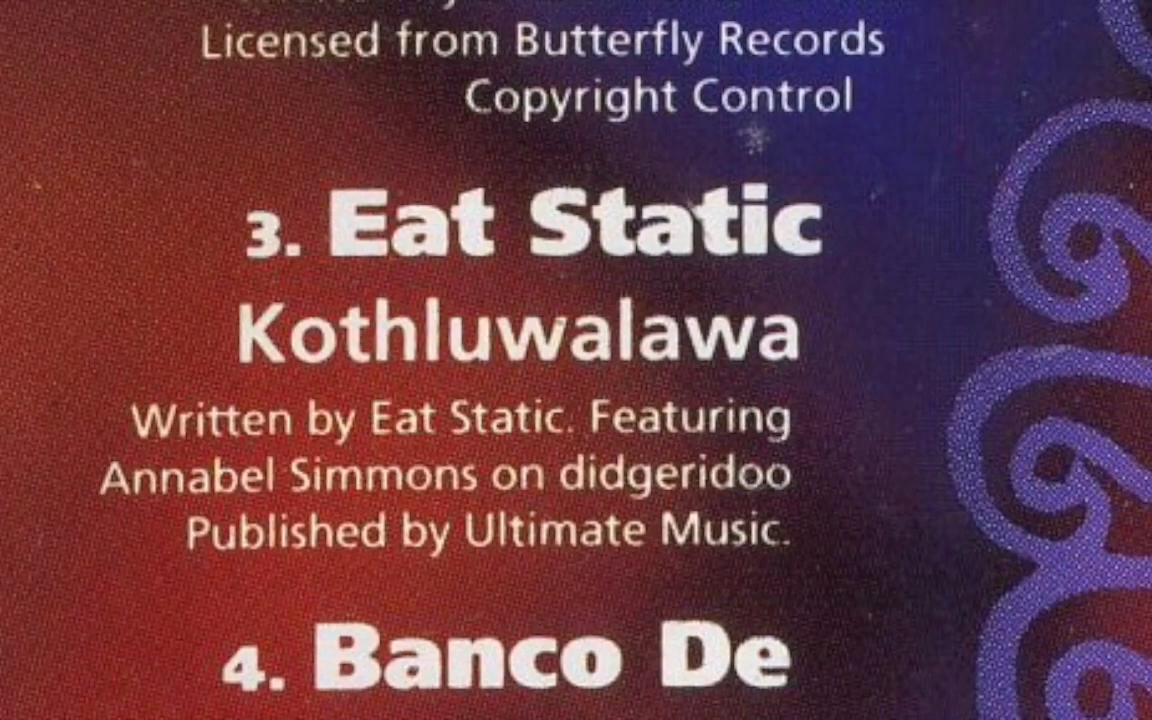 Licensed from Butterfly Records
Copyright Control
3. Eat Static
Kothluwalawa
Written by Eat Static. Featuring
Annabel Simmons on didgeridoo
Published by Ultimate Music.
4. Banco De